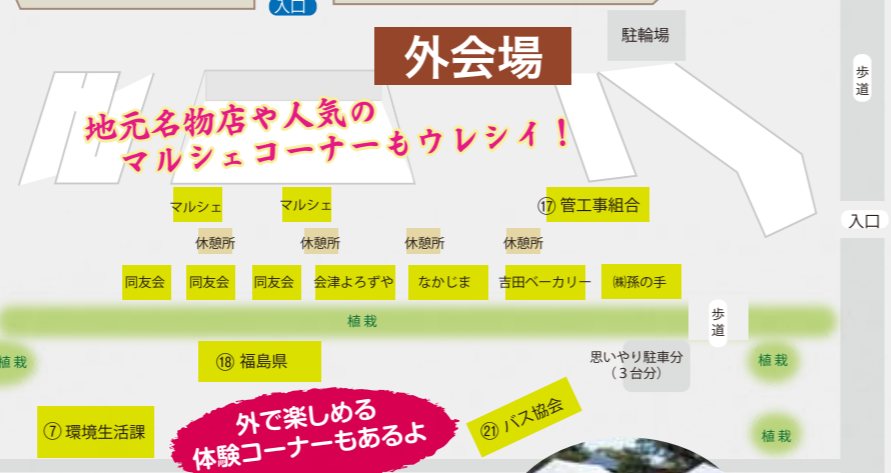 入口
外会場
駐輪場
歩道
地元名物店や人気の
マルシェコーナーもウレシイ！
マルシェ
マルシェ
⑰ 管工事組合
入口
休憩所
休憩所
休憩所
休憩所
同友会
同友会
同友会
会津よろずや
なかじま
吉田ベーカリー
㈱孫の手
植栽
歩道
植栽
⑱ 福島県
思いやり駐車分
（３台分）
植栽
⑦ 環境生活課
外で楽しめる
体験コーナーもあるよ
㉑ バス協会
植栽